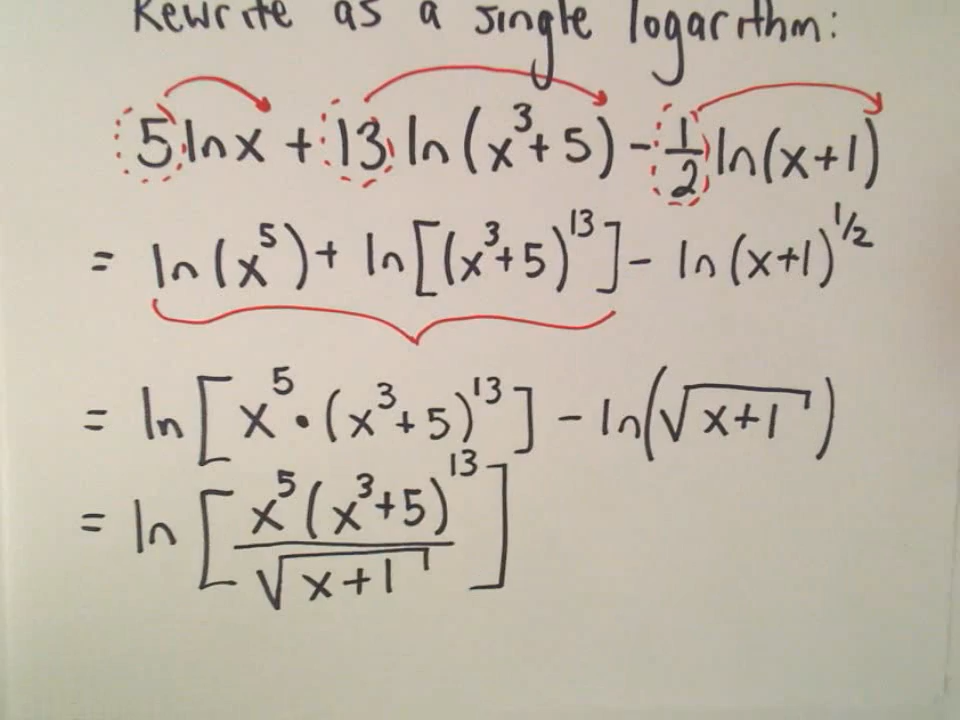 Rewrite as a single logarithm:
5 ln x + 13 ln(x³+5) - 1/2 ln(x+1)
= ln(x⁵) + ln[(x³+5)¹³] - ln(x+1)^1/2
= ln[x⁵ • (x³+5)¹³] - ln(√x+1)
= ln[x⁵(x³+5)¹³ / √x+1]